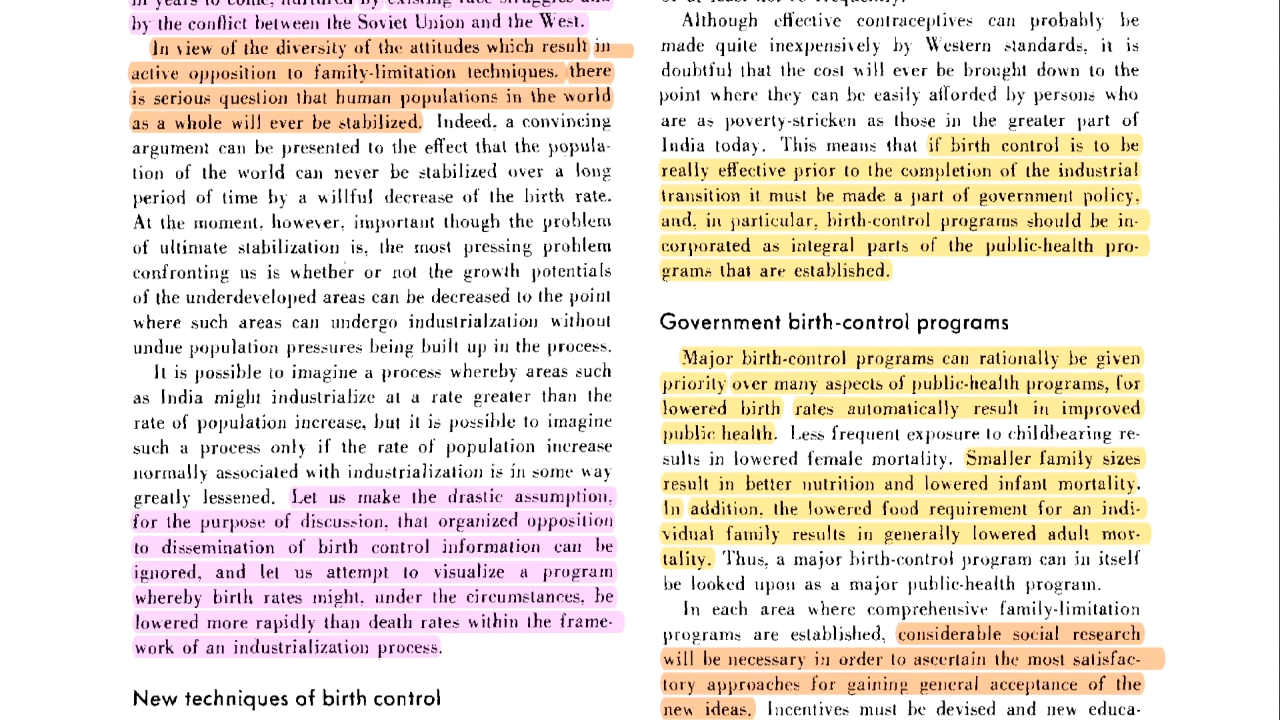 by the conflict between the Soviet Union and the West.
In view of the diversity of the attitudes which result in
active opposition to family-limitation techniques, there
is serious question that human populations in the world
as a whole will ever be stabilized. Indeed, a convincing
argument can be presented to the effect that the popula-
tion of the world can never be stabilized over a long
period of time by a willful decrease of the birth rate.
At the moment, however, important though the problem
of ultimate stabilization is, the most pressing problem
confronting us is whether or not the growth potentials
of the underdeveloped areas can be decreased to the point
where such areas can undergo industrialzation without
undue population pressures being built up in the process.
It is possible to imagine a process whereby areas such
as India might industrialize at a rate greater than the
rate of population increase, but it is possible to imagine
such a process only if the rate of population increase
normally associated with industrialization is in some way
greatly lessened. Let us make the drastic assumption,
for the purpose of discussion, that organized opposition
to dissemination of birth control information can be
ignored, and let us attempt to visualize a program
whereby birth rates might, under the circumstances, be
lowered more rapidly than death rates within the frame-
work of an industrialization process.
New techniques of birth control
Although effective contraceptives can probably be
made quite inexpensively by Western standards, it is
doubtful that the cost will ever be brought down to the
point where they can be easily afforded by persons who
are as poverty-stricken as those in the greater part of
India today. This means that if birth control is to be
really effective prior to the completion of the industrial
transition it must be made a part of government policy,
and, in particular, birth-control programs should be in-
corporated as integral parts of the public-health pro-
grams that are established.
Government birth-control programs
Major birth-control programs can rationally be given
priority over many aspects of public-health programs, for
lowered birth rates automatically result in improved
public health. Less frequent exposure to childbearing re-
sults in lowered female mortality. Smaller family sizes
result in better nutrition and lowered infant mortality.
In addition, the lowered food requirement for an indi-
vidual family results in generally lowered adult mor-
tality. Thus, a major birth-control program can in itself
be looked upon as a major public-health program.
In each area where comprehensive family-limitation
programs are established, considerable social research
will be necessary in order to ascertain the most satisfac-
tory approaches for gaining general acceptance of the
new ideas. Incentives must be devised and new educa-